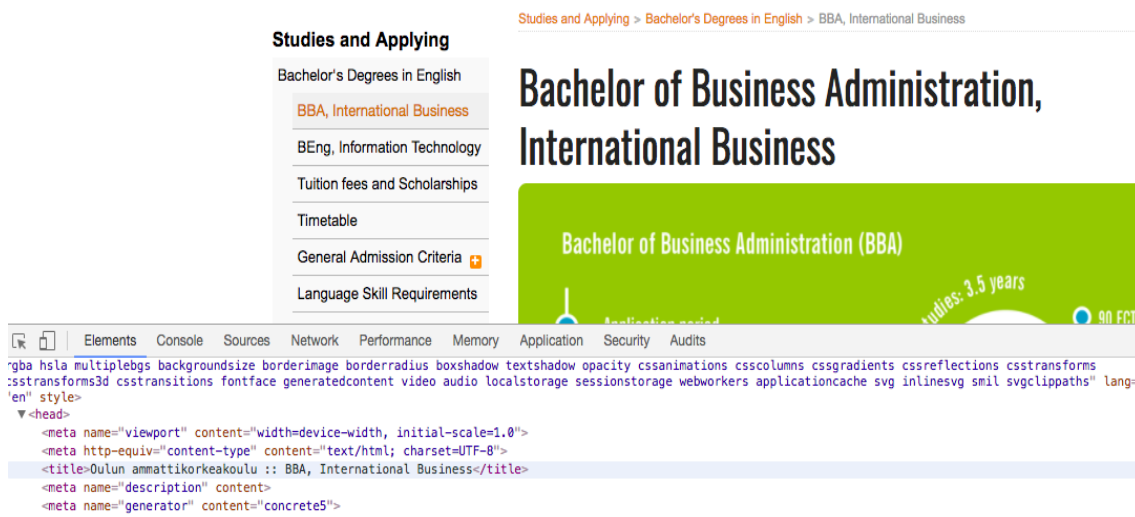 Studies and Applying > Bachelor's Degrees in English > BBA, International Business
Studies and Applying
Bachelor's Degrees in English
BBA, International Business
BEng, Information Technology
Tuition fees and Scholarships
Timetable
General Admission Criteria
Language Skill Requirements
Bachelor of Business Administration,
International Business
Bachelor of Business Administration (BBA)
Application period
studies: 3.5 years
90 ECT
Elements Console Sources Network Performance Memory Application Security Audits
rgba hsla multiplebgs backgroundsize borderimage borderradius boxshadow textshadow opacity cssanimations csscolumns cssgradients cssreflections csstransforms
csstransforms3d csstransitions fontface generatedcontent video audio localstorage sessionstorage webworkers applicationcache svg inlinesvg smil svgclippaths" lang=
"en" style>
▼<head>
<meta name="viewport" content="width=device-width, initial-scale=1.0">
<meta http-equiv="content-type" content="text/html; charset=UTF-8">
<title>Oulun ammattikorkeakoulu :: BBA, International Business</title>
<meta name="description" content>
<meta name="generator" content="concrete5">